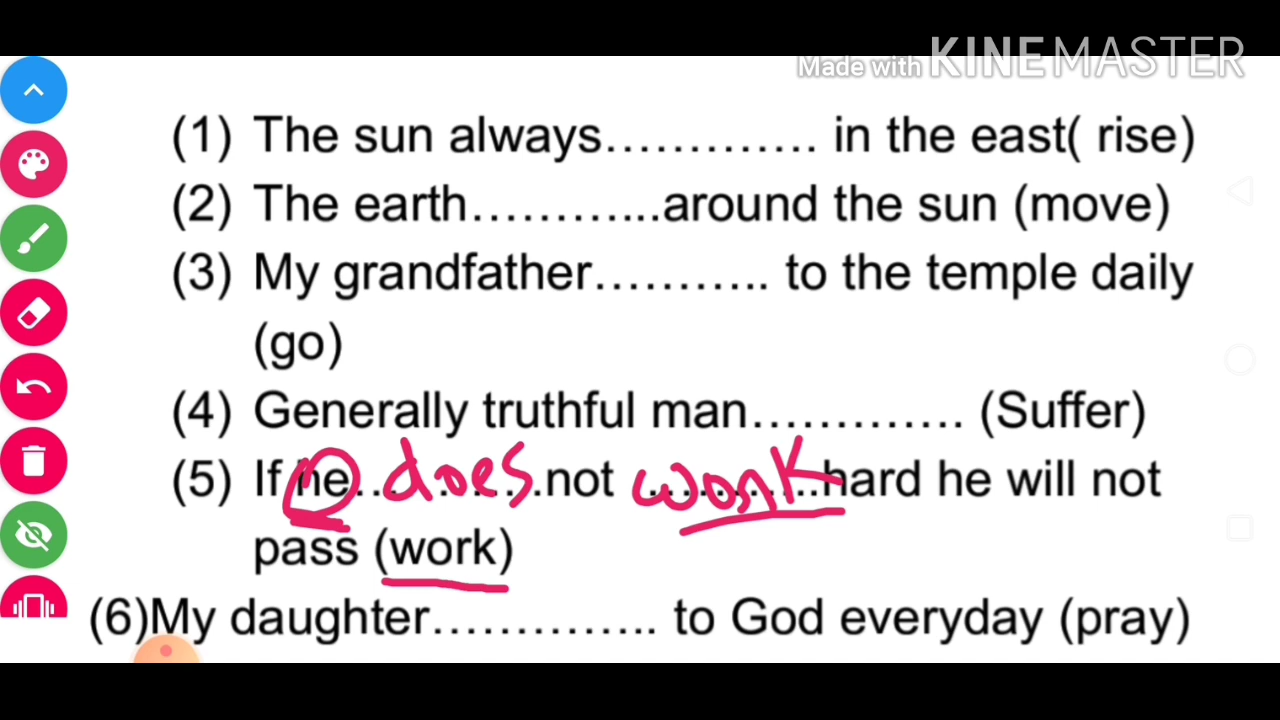 Made with KINEMASTER
(1) The sun always............. in the east( rise)
(2) The earth............around the sun (move)
(3) My grandfather........... to the temple daily
(go)
(4) Generally truthful man............. (Suffer)
(5) If he does not work hard he will not
pass (work)
(6)My daughter.............. to God everyday (pray)